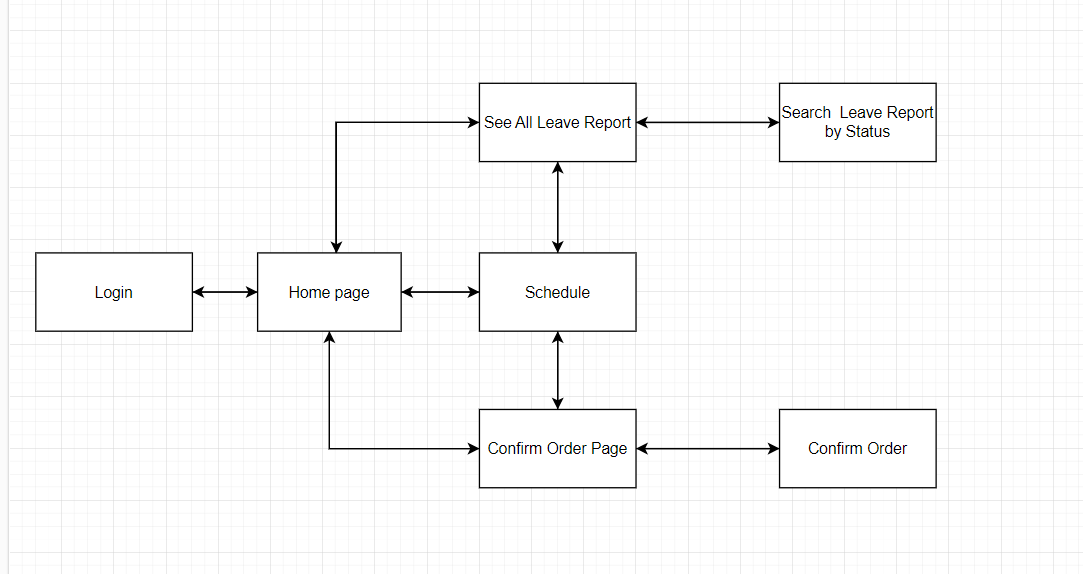 See All Leave Report
Search  Leave Report
by Status
Login
Home page
Schedule
Confirm Order Page
Confirm Order